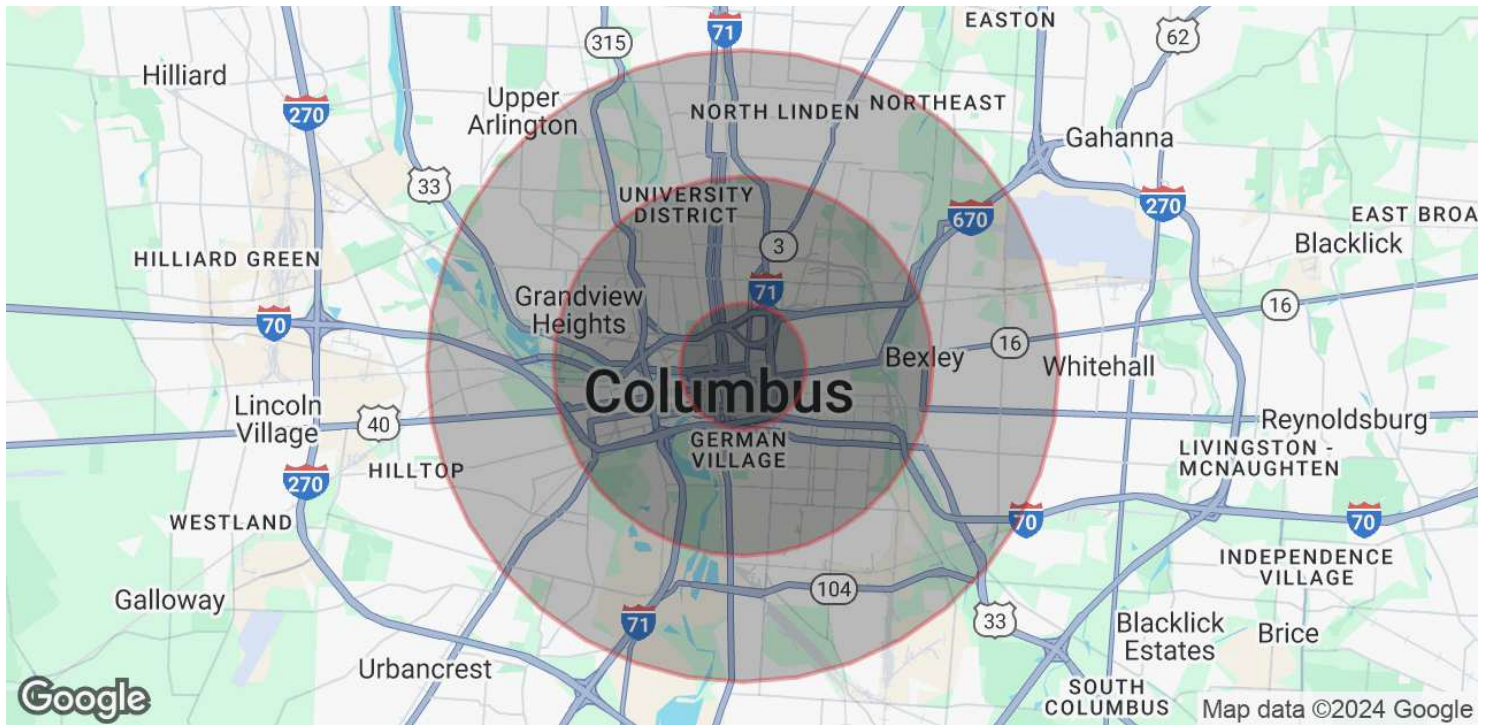 EASTON
71
315
62
Hilliard
270
Upper
Arlington
NORTH LINDEN
NORTHEAST
Gahanna
33
UNIVERSITY
DISTRICT
670
270
EAST BROA
Blacklick
3
HILLIARD GREEN
71
Grandview
Heights
16
70
16
Bexley
Whitehall
Columbus
Lincoln
Village
40
Reynoldsburg
GERMAN
VILLAGE
LIVINGSTON -
MCNAUGHTEN
HILLTOP
270
WESTLAND
70
70
INDEPENDENCE
VILLAGE
104
Galloway
71
33
Blacklick
Estates
Brice
Urbancrest
SOUTH
COLUMBUS
Google
Map data ©2024 Google